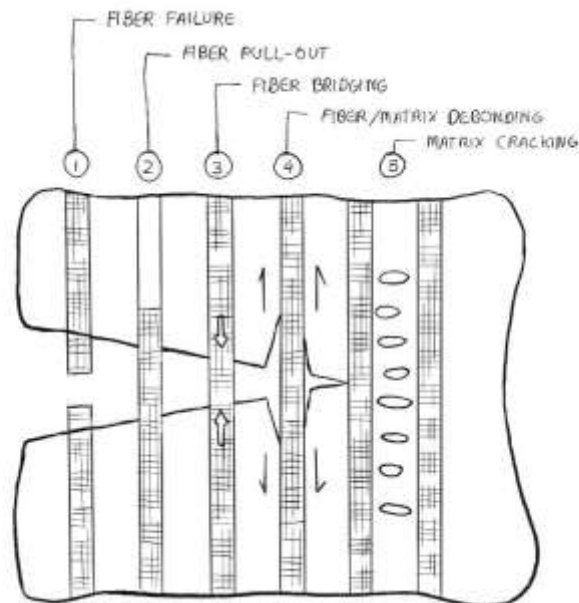 FIBER FAILURE
FIBER PULL-OUT
FIBER BRIDGING
FIBER/MATRIX DEBONDING
MATRIX CRACKING
1 2 3 4 5